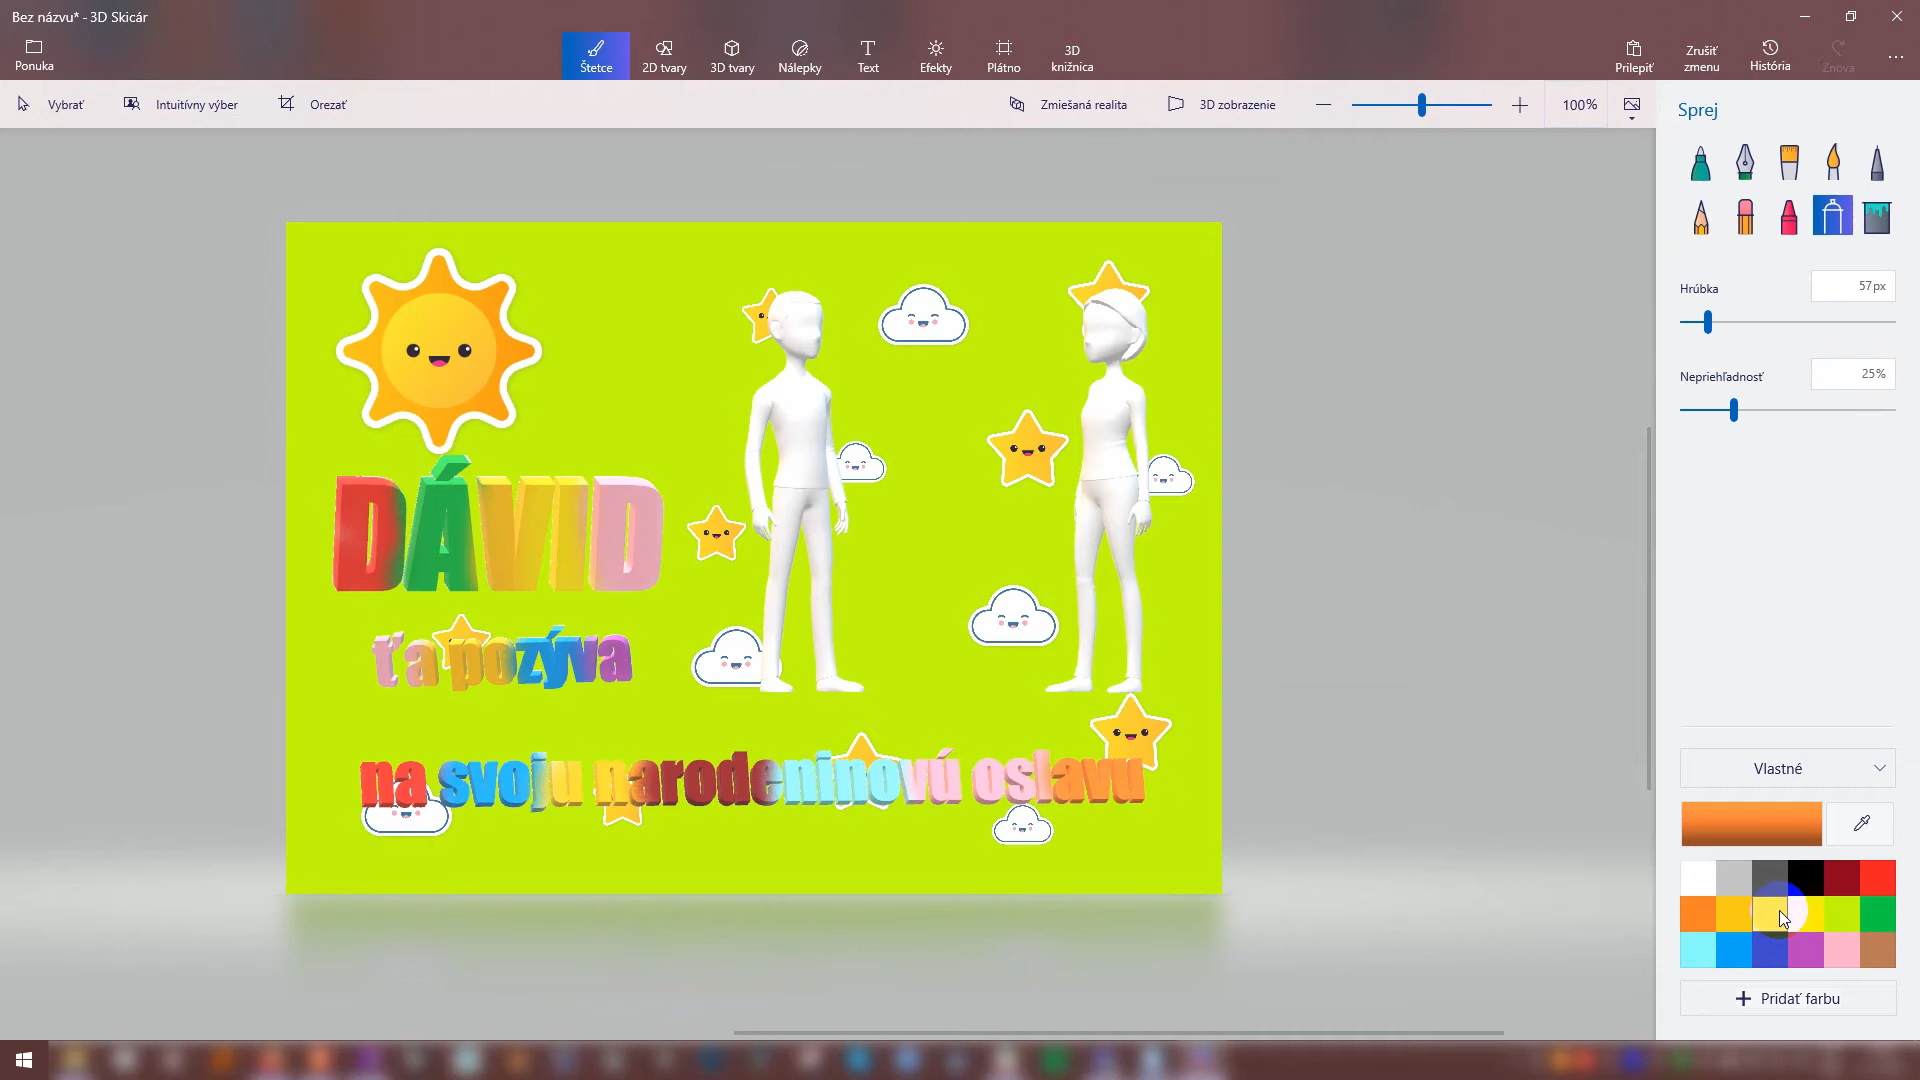 Bez názvu* - 3D Skicár
Ponuka
Štetce
2D tvary
3D tvary
Nálepky
Text
Efekty
Plátno
3D
knižnica
Prilepiť
Zrušiť
zmenu
História
Znova
Vybrať
Intuitívny výber
Orezať
Zmiešaná realita
3D zobrazenie
100%
Sprej
Hrúbka
57px
Nepriehľadnosť
25%
DÁVID
ťa pozýva
na svoju narodeninovú oslavu
Vlastné
Pridať farbu